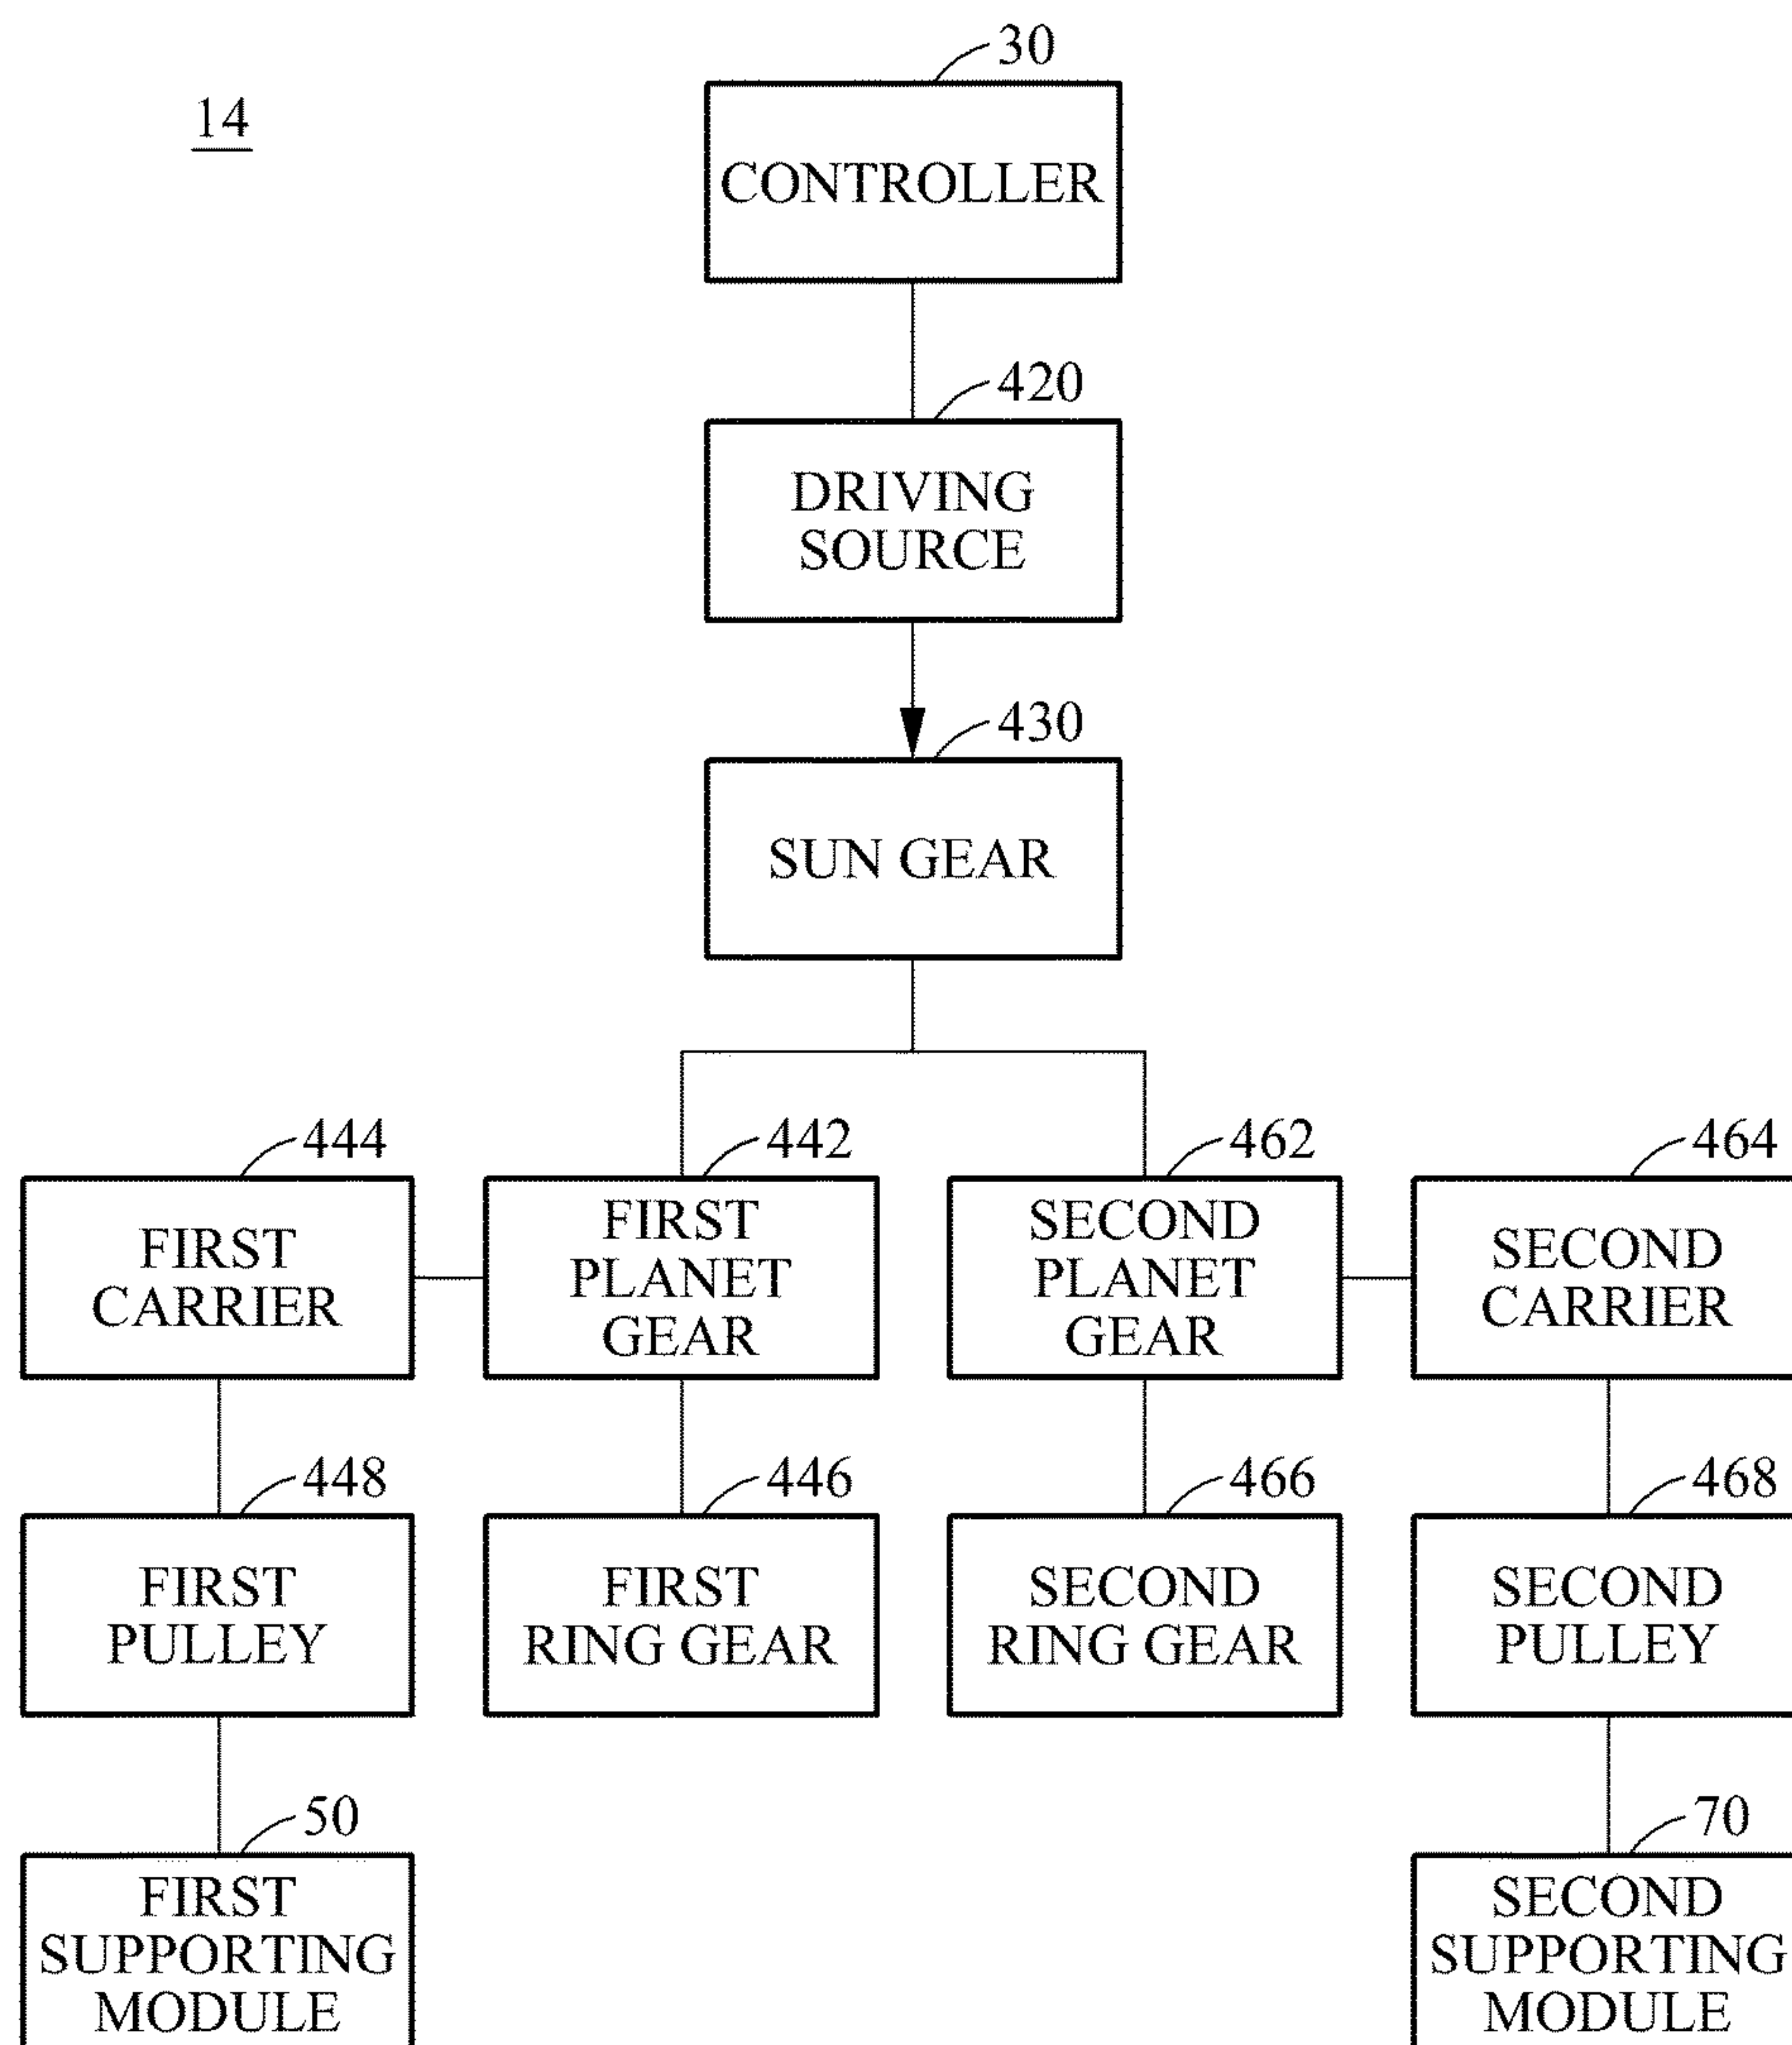 30
14
CONTROLLER
420
DRIVING
SOURCE
430
SUN GEAR
444
442
462
464
FIRST
CARRIER
FIRST
PLANET
GEAR
SECOND
PLANET
GEAR
SECOND
CARRIER
448
446
466
468
FIRST
PULLEY
FIRST
RING GEAR
SECOND
RING GEAR
SECOND
PULLEY
50
70
FIRST
SUPPORTING
MODULE
SECOND
SUPPORTING
MODULE